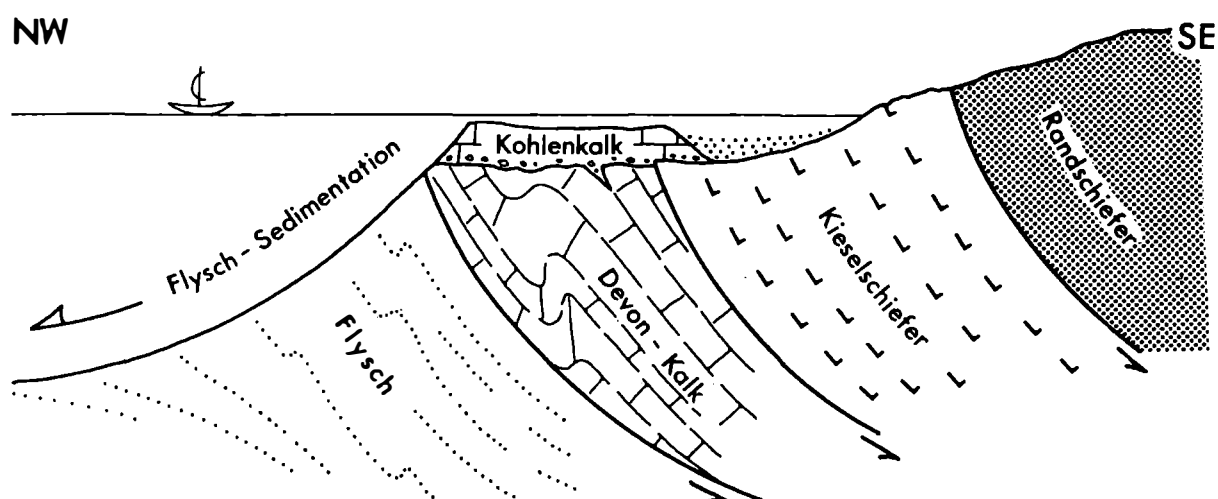 NW
SE
Kohlenkalk
Flysch-Sedimentation
Randschiefer
Kieselschiefer
Devon-Kalk
Flysch